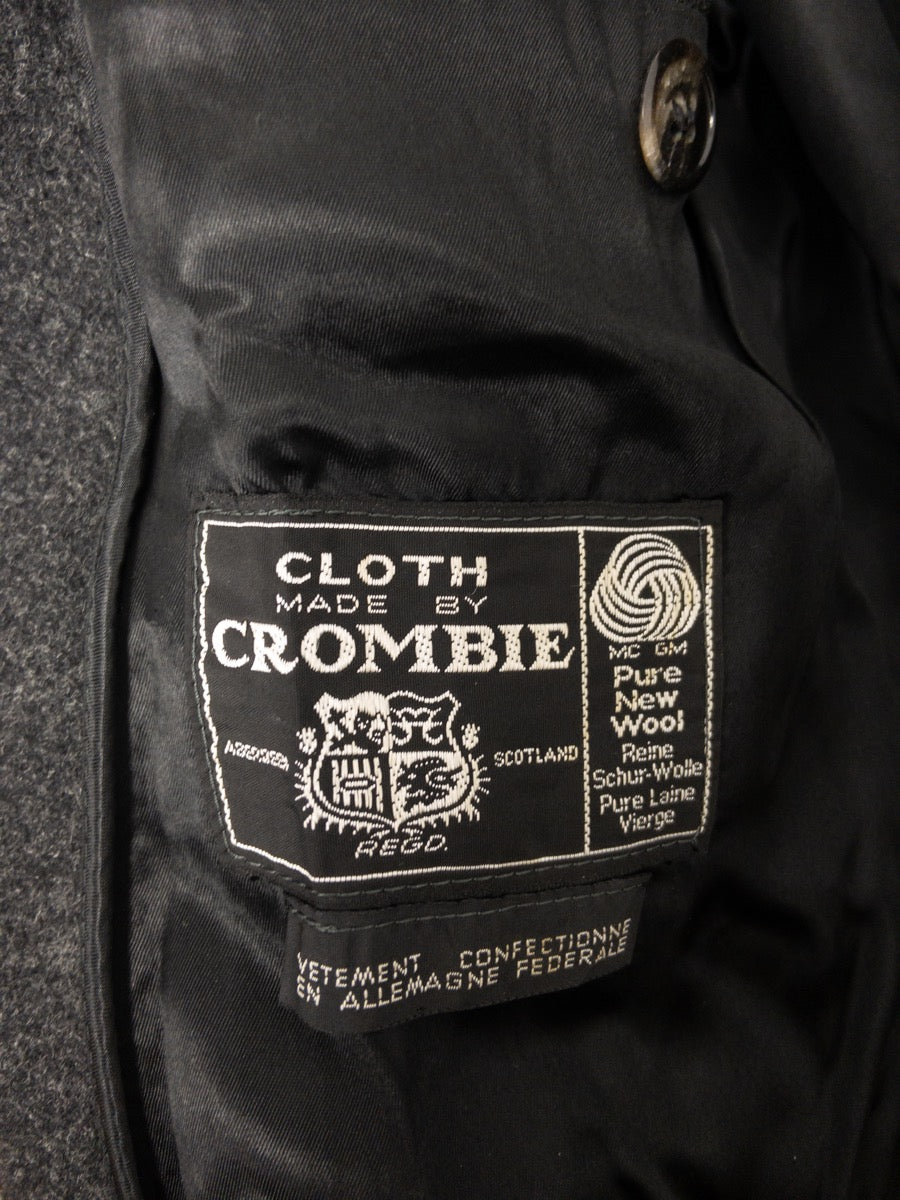 CLOTH
MADE BY
CROMBIE
ABERDEEN
SCOTLAND
REGD.
MC GM
Pure
New
Wool
Reine
Schur-Wolle
Pure Laine
Vierge
VETEMENT CONFECTIONNE
EN ALLEMAGNE FEDERALE